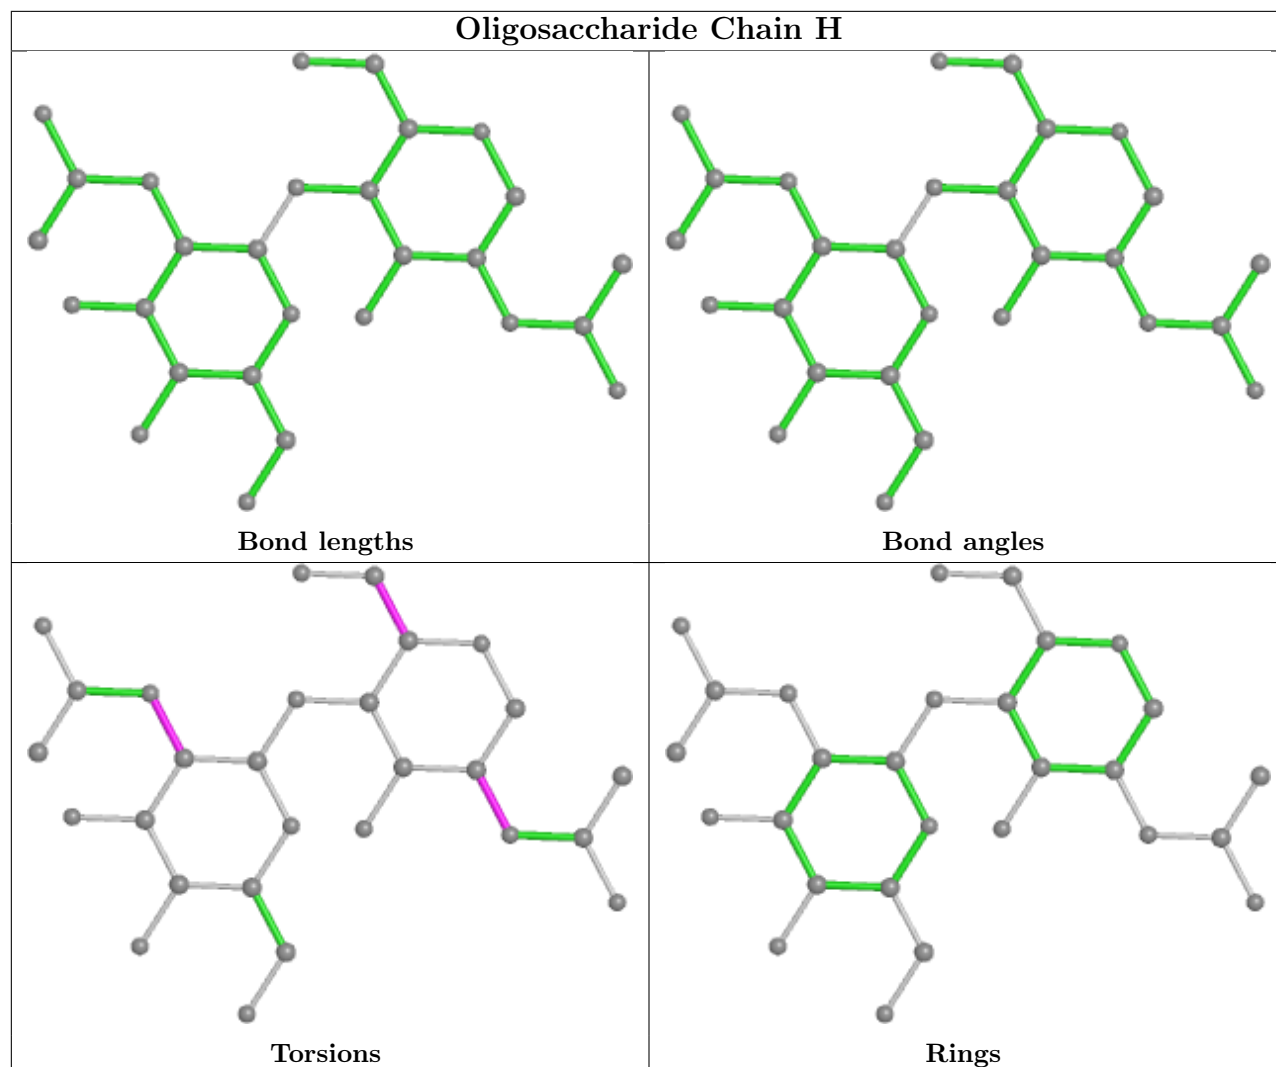 Oligosaccharide Chain H
Bond lengths
Bond angles
Torsions
Rings